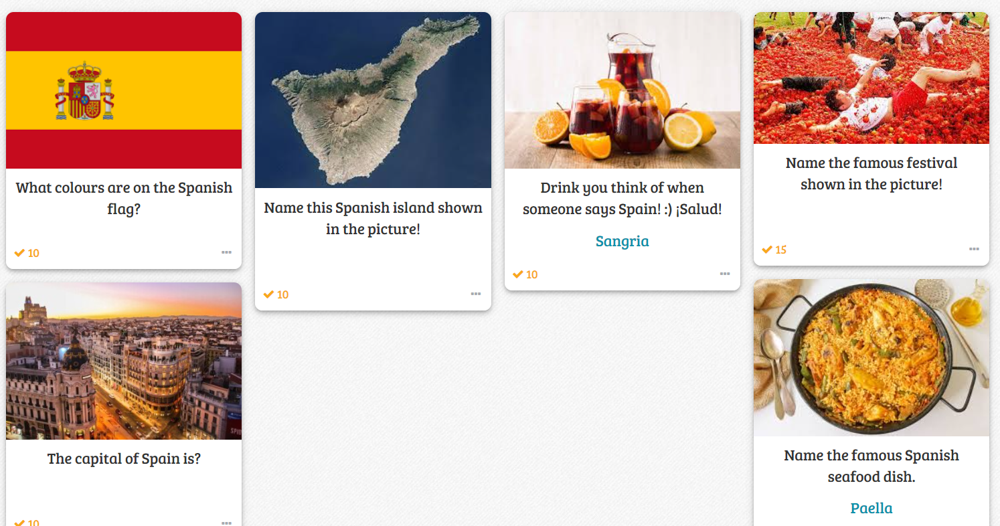 What colours are on the Spanish
flag?
10
The capital of Spain is?
10
Name this Spanish island shown
in the picture!
10
Drink you think of when
someone says Spain! :) ¡Salud!
Sangria
10
Name the famous festival
shown in the picture!
15
Name the famous Spanish
seafood dish.
Paella